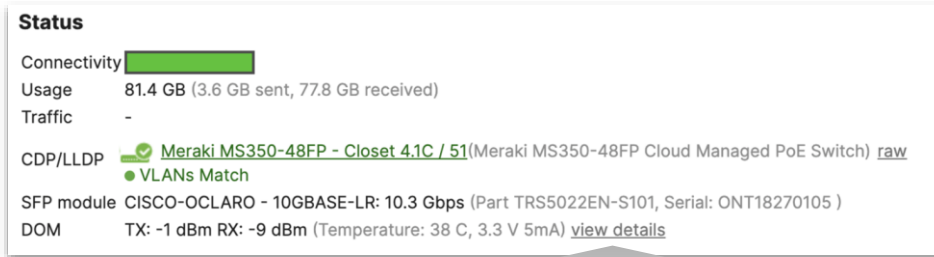 Status
Connectivity
Usage 81.4 GB (3.6 GB sent, 77.8 GB received)
Traffic -
CDP/LLDP Meraki MS350-48FP - Closet 4.1C / 51(Meraki MS350-48FP Cloud Managed PoE Switch) raw
VLANs Match
SFP module CISCO-OCLARO - 10GBASE-LR: 10.3 Gbps (Part TRS5022EN-S101, Serial: ONT18270105 )
DOM TX: -1 dBm RX: -9 dBm (Temperature: 38 C, 3.3 V 5mA) view details